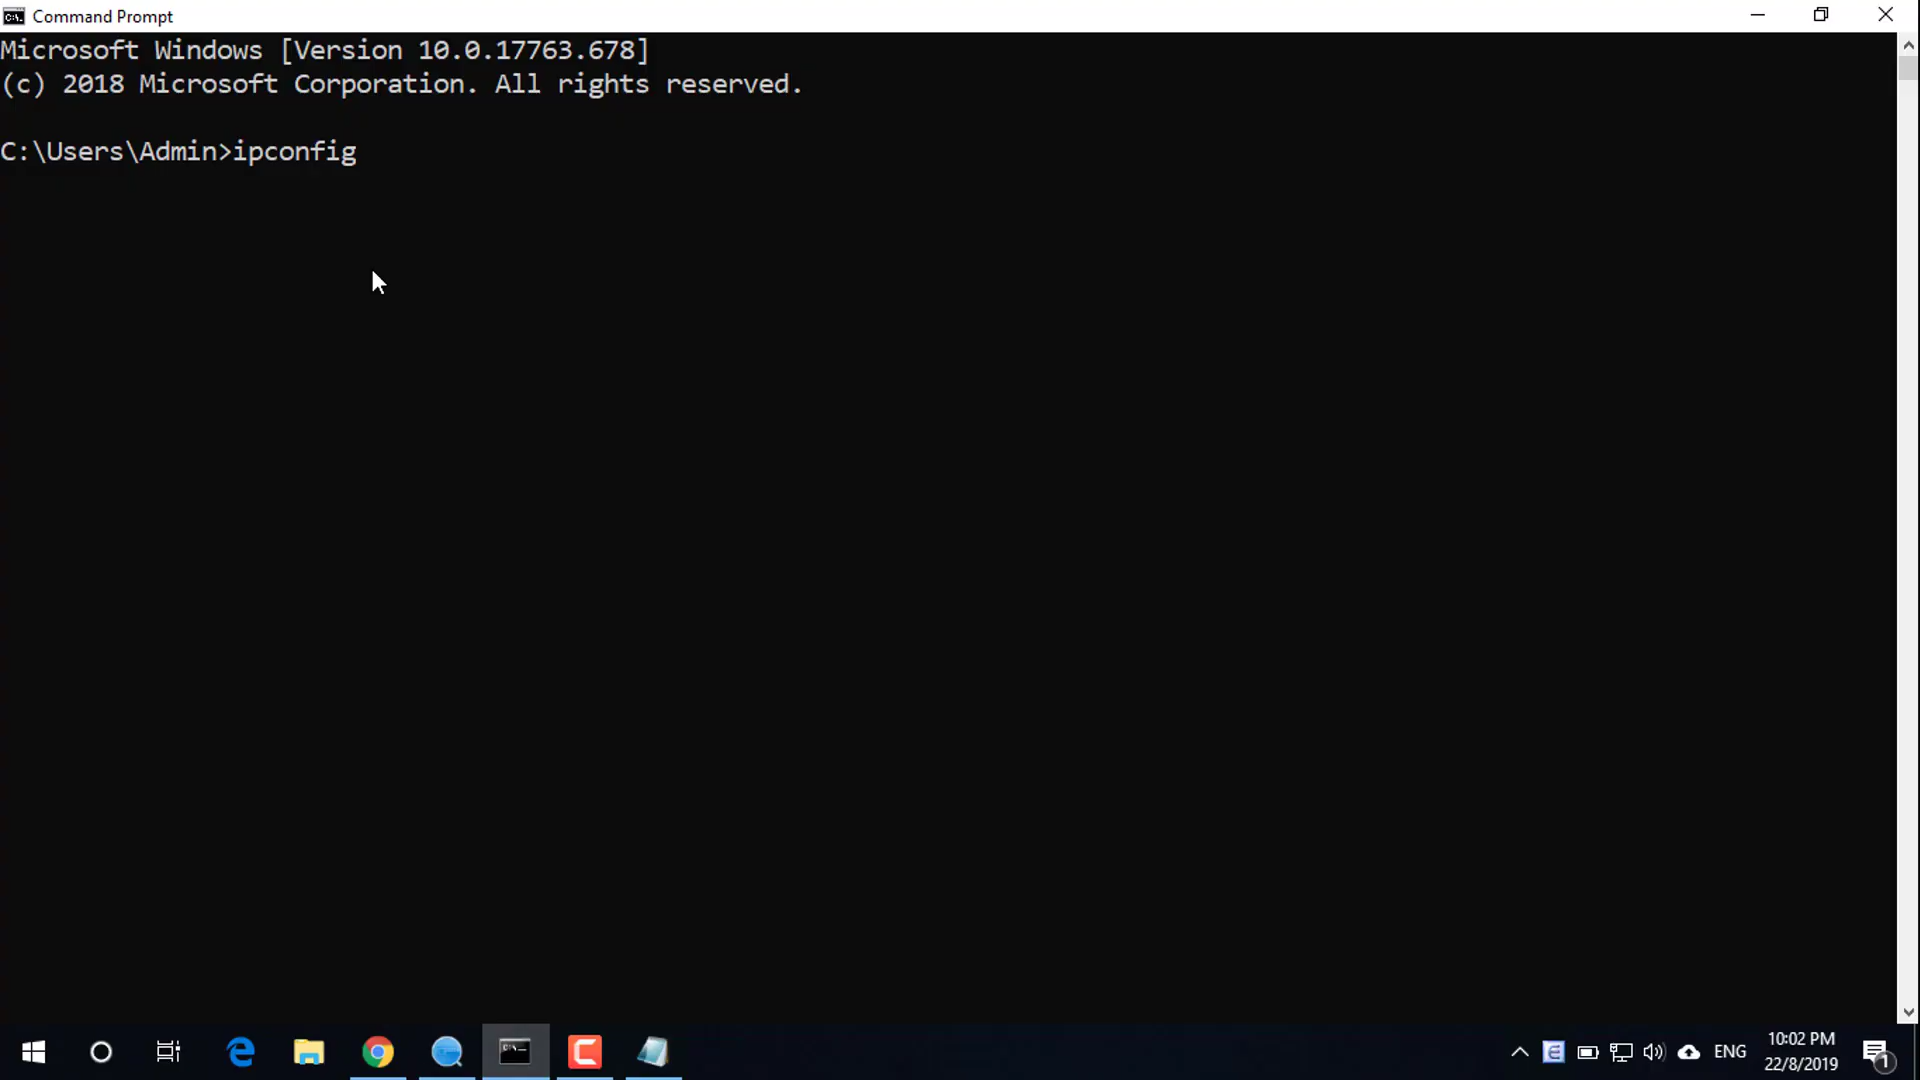 Command Prompt
Microsoft Windows [Version 10.0.17763.678]
(c) 2018 Microsoft Corporation. All rights reserved.
C:\Users\Admin>ipconfig
ENG
10:02 PM
22/8/2019
1